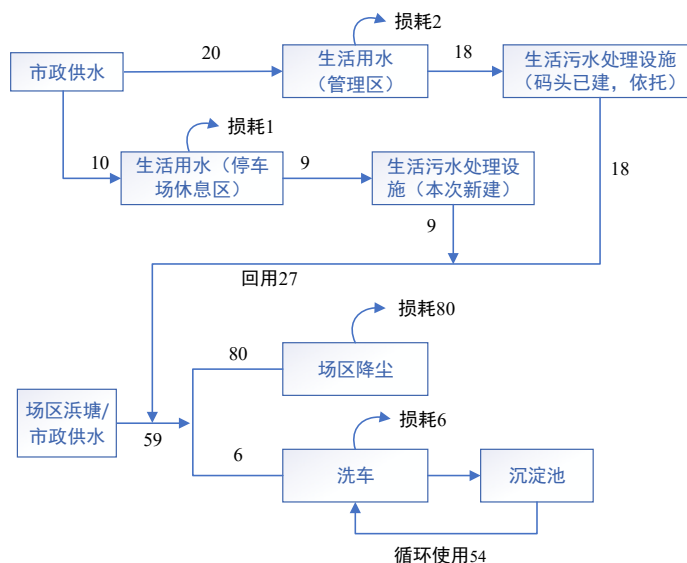 损耗2
20
18
市政供水
生活用水
（管理区）
生活污水处理设施
（码头已建，依托）
损耗1
10
生活用水（停车
场休息区）
9
生活污水处理设
施（本次新建）
18
9
回用27
损耗80
80
场区降尘
场区浜塘/
市政供水
59
损耗6
6
洗车
沉淀池
循环使用54